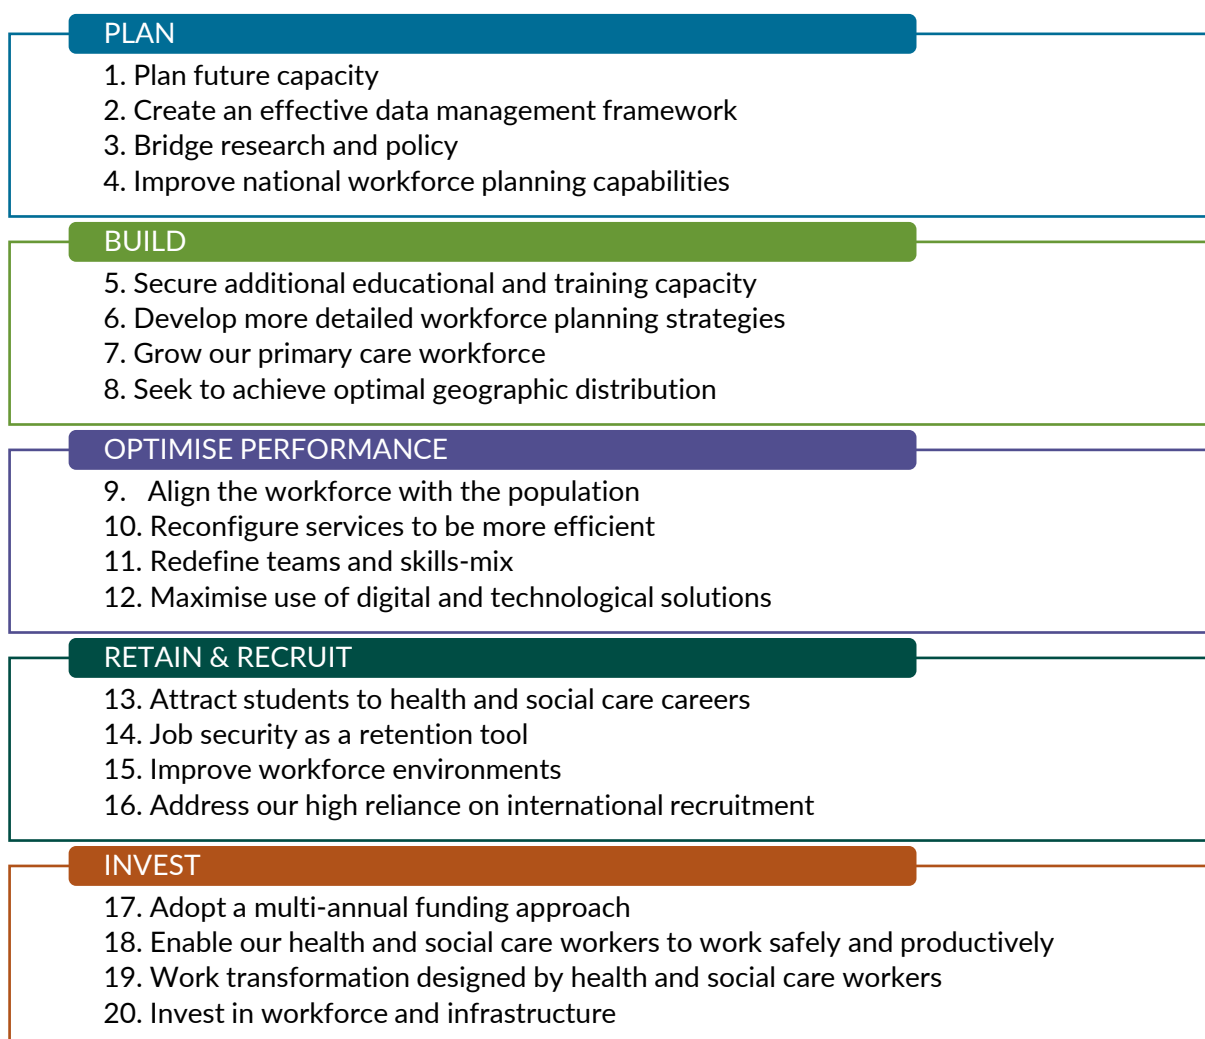 PLAN
1. Plan future capacity
2. Create an effective data management framework
3. Bridge research and policy
4. Improve national workforce planning capabilities
BUILD
5. Secure additional educational and training capacity
6. Develop more detailed workforce planning strategies
7. Grow our primary care workforce
8. Seek to achieve optimal geographic distribution
OPTIMISE PERFORMANCE
9. Align the workforce with the population
10. Reconfigure services to be more efficient
11. Redefine teams and skills-mix
12. Maximise use of digital and technological solutions
RETAIN & RECRUIT
13. Attract students to health and social care careers
14. Job security as a retention tool
15. Improve workforce environments
16. Address our high reliance on international recruitment
INVEST
17. Adopt a multi-annual funding approach
18. Enable our health and social care workers to work safely and productively
19. Work transformation designed by health and social care workers
20. Invest in workforce and infrastructure